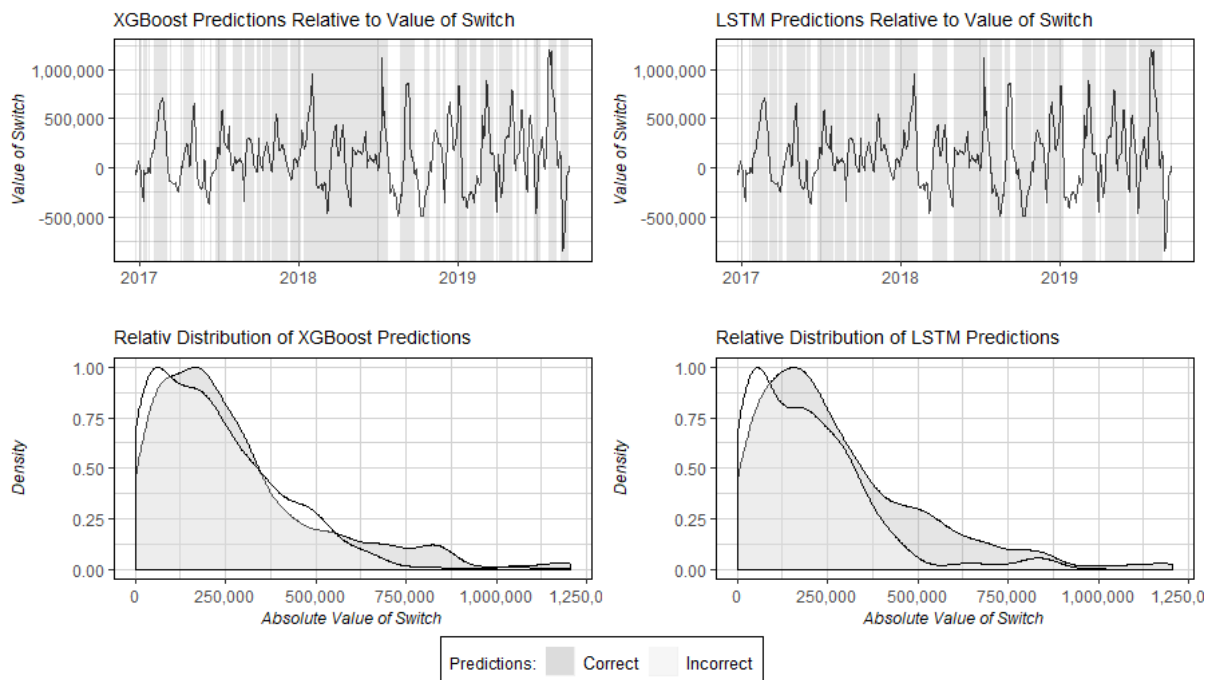 XGBoost Predictions Relative to Value of Switch
Value of Switch
1,000,000
500,000
0
-500,000
2017 2018 2019
LSTM Predictions Relative to Value of Switch
Value of Switch
1,000,000
500,000
0
-500,000
2017 2018 2019
Relativ Distribution of XGBoost Predictions
Density
1.00
0.75
0.50
0.25
0.00
0 250,000 500,000 750,000 1,000,000 1,250,0
Absolute Value of Switch
Relative Distribution of LSTM Predictions
Density
1.00
0.75
0.50
0.25
0.00
0 250,000 500,000 750,000 1,000,000 1,250,0
Absolute Value of Switch
Predictions: Correct Incorrect